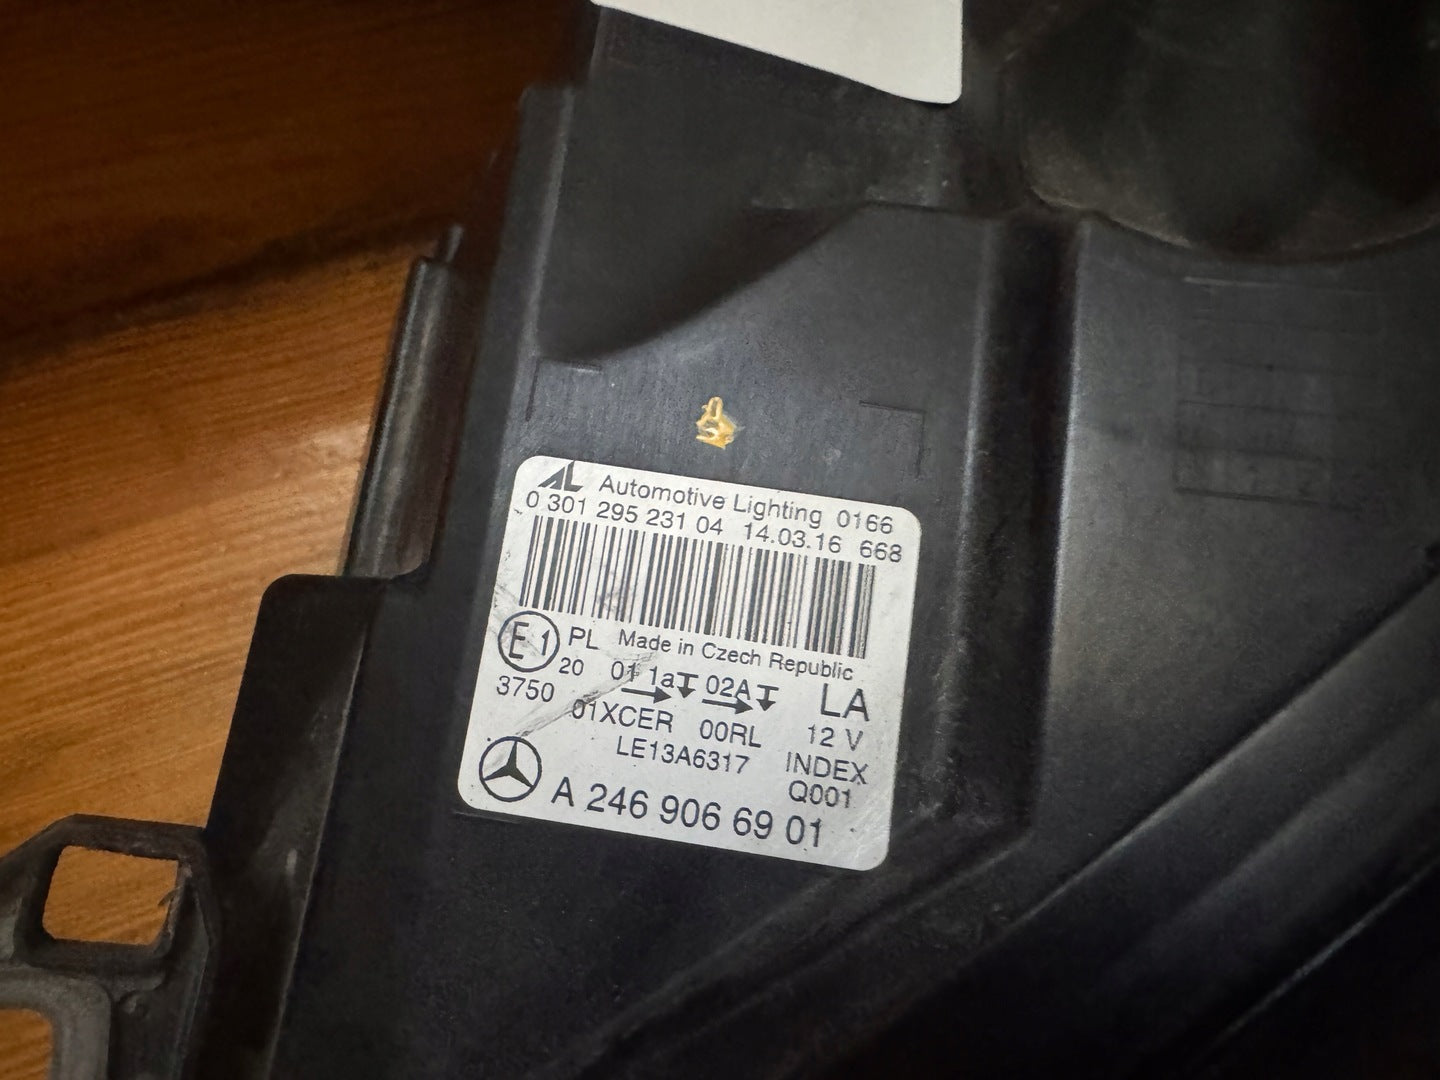 AL Automotive Lighting 0166
0 301 295 231 04 14.03.16 668
E1 PL Made in Czech Republic
20 01 1a 02A LA
3750 01XCER 00RL 12 V
LE13A6317 INDEX
Q001
A 246 906 69 01